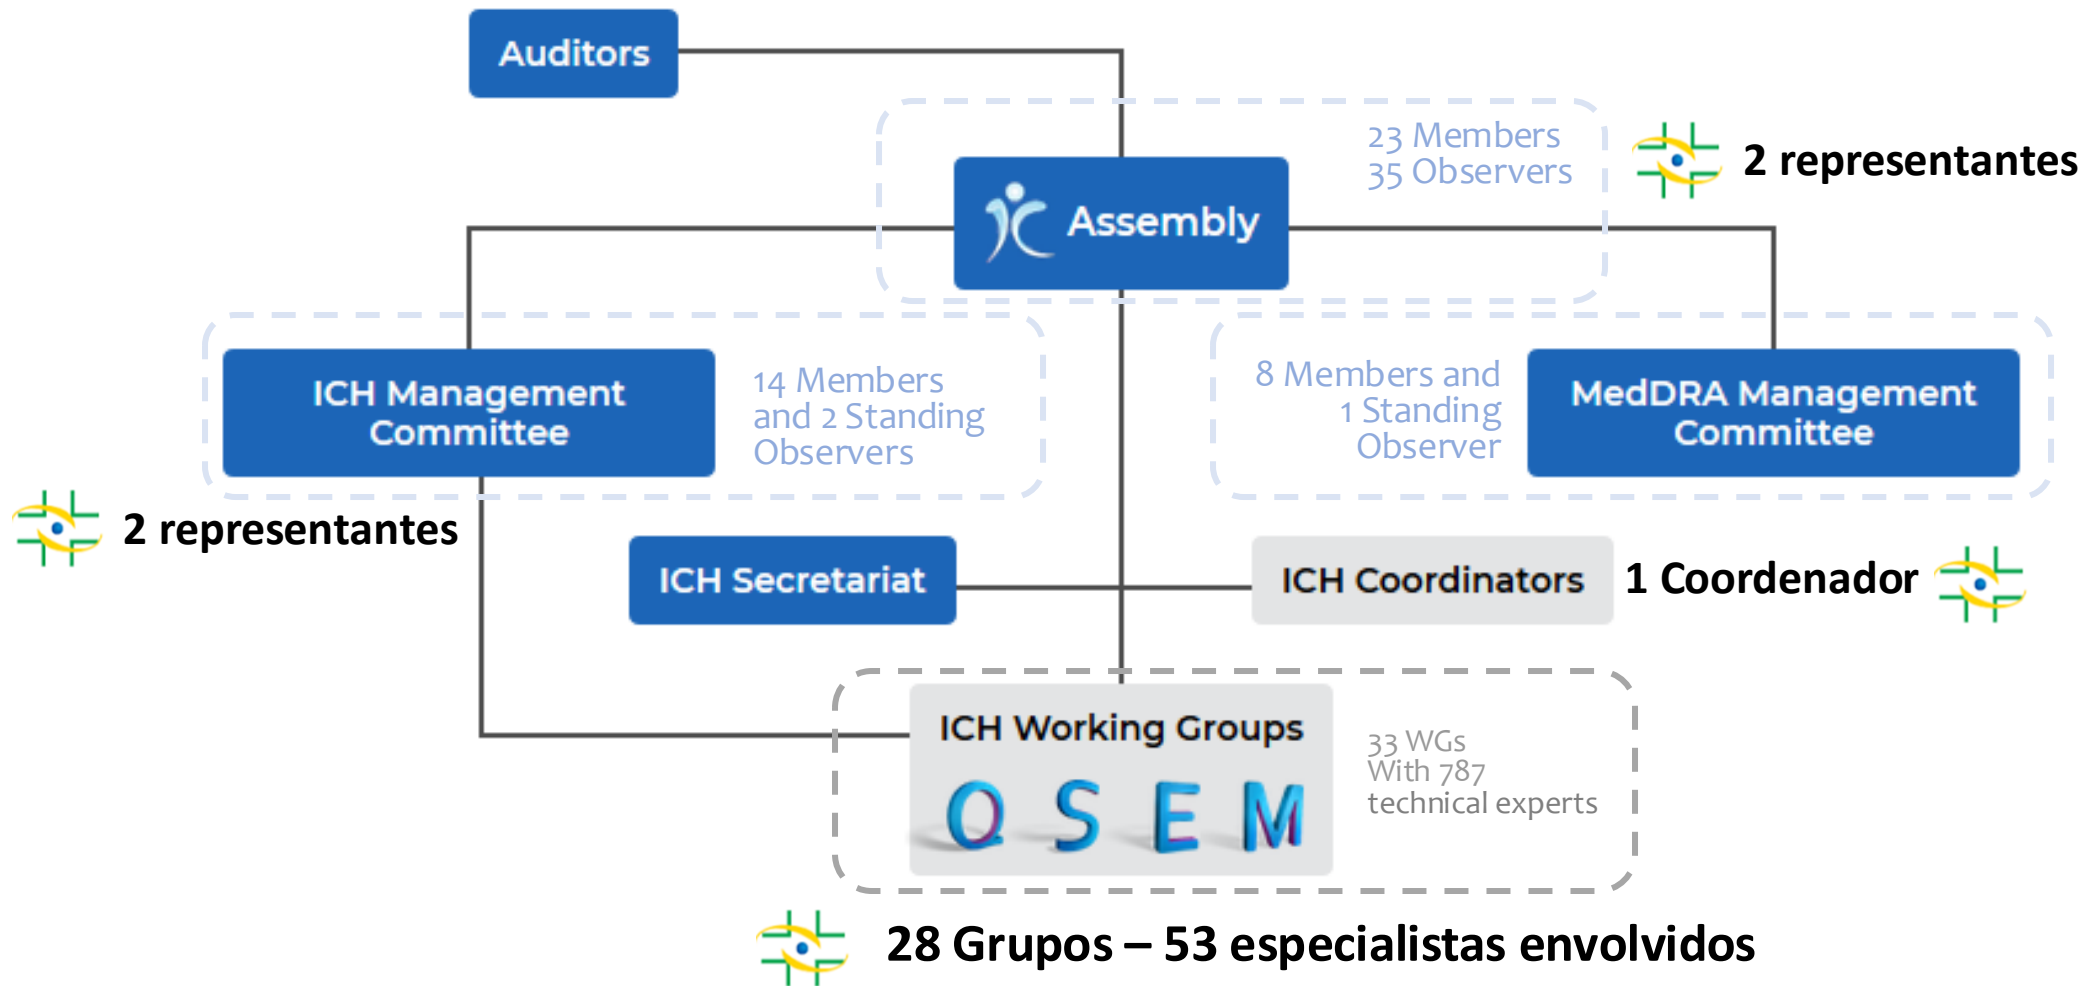 Auditors
23 Members
35 Observers
2 representantes
Assembly
ICH Management
Committee
14 Members
and 2 Standing
Observers
8 Members and
1 Standing
Observer
MedDRA Management
Committee
2 representantes
ICH Secretariat
ICH Coordinators
1 Coordenador
ICH Working Groups
Q S E M
33 WGs
With 787
technical experts
28 Grupos – 53 especialistas envolvidos